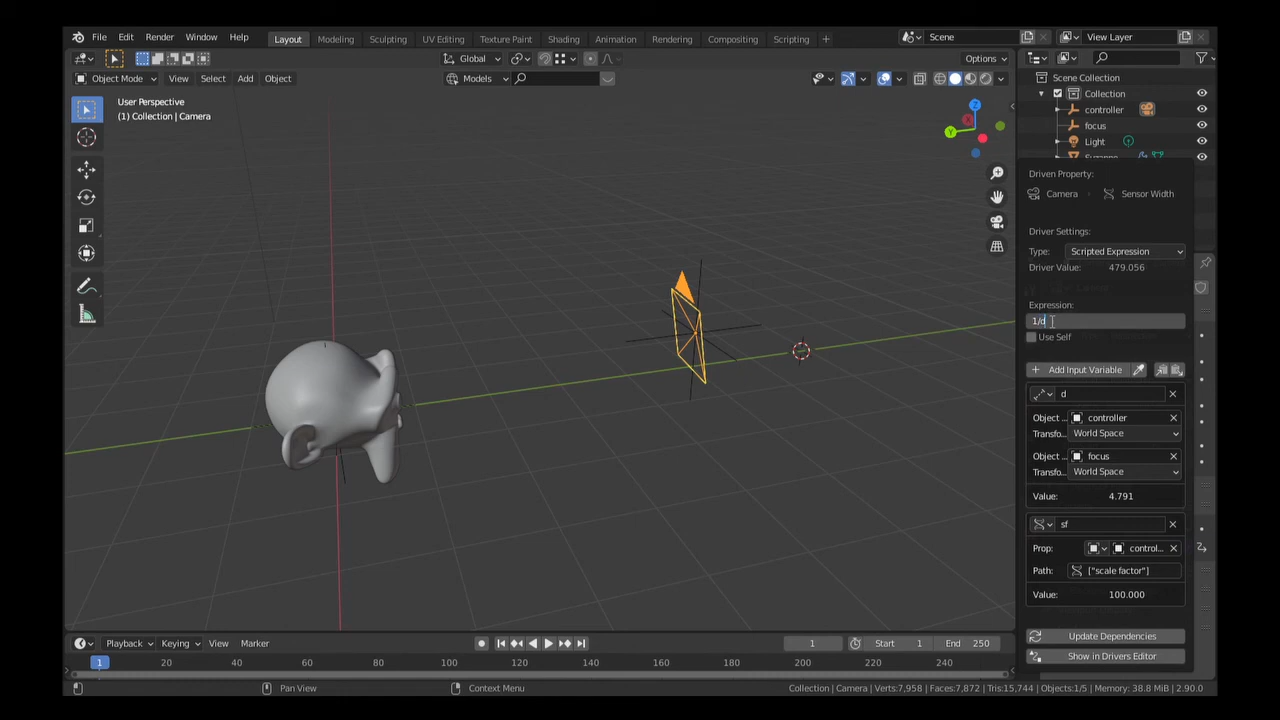 File Edit Render Window Help Layout Modeling Sculpting UV Editing Texture Paint Shading Animation Rendering Compositing Scripting + Scene View Layer
Global Options
Object Mode View Select Add Object Models
Scene Collection
Collection
controller
focus
Light
Suzanne
User Perspective
(1) Collection | Camera
Z
Y
X
Driven Property:
Camera Sensor Width
Driver Settings:
Type: Scripted Expression
Driver Value: 479.056
Expression:
1/d
Use Self
+ Add Input Variable
d
Object ... controller
Transfo... World Space
Object ... focus
Transfo... World Space
Value: 4.791
sf
Prop: control...
Path: ["scale factor"]
Value: 100.000
Update Dependencies
Show in Drivers Editor
Playback Keying View Marker 1 Start 1 End 250
1 20 40 60 80 100 120 140 160 180 200 220 240
Pan View Context Menu Collection | Camera | Verts:7,958 | Faces:7,872 | Tris:15,744 | Objects:1/5 | Memory: 38.8 MiB | 2.90.0